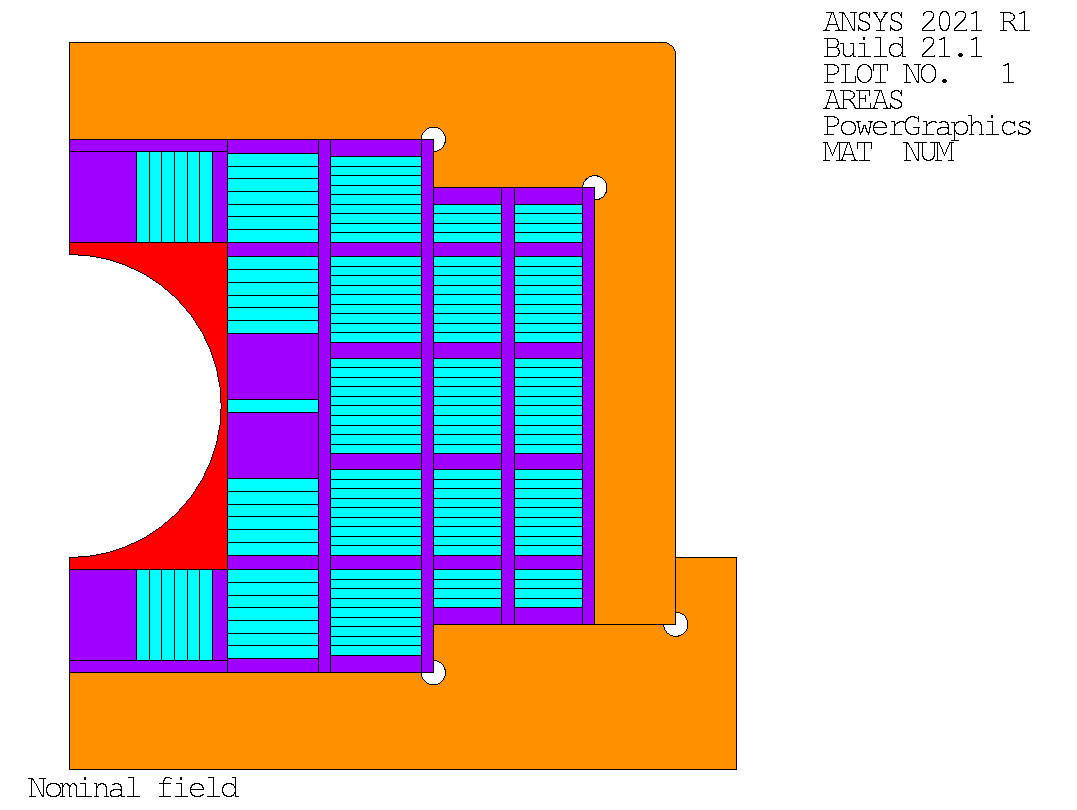 ANSYS 2021 R1
Build 21.1
PLOT NO.   1
AREAS
PowerGraphics
MAT  NUM
Nominal field